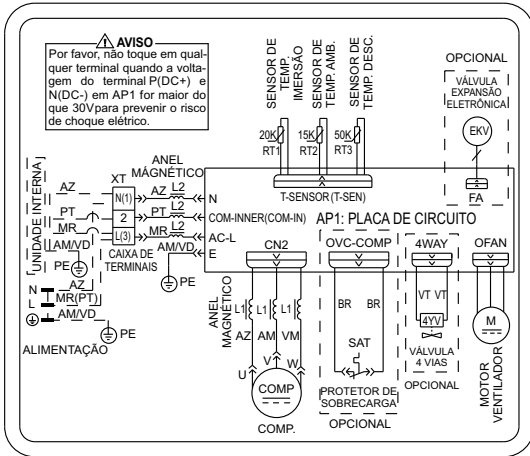 AVISO
Por favor, não toque em qual-
quer terminal quando a volta-
gem do terminal P(DC+) e
N(DC-) em AP1 for maior do
que 30Vpara prevenir o risco
de choque elétrico.
SENSOR DE
TEMP.
IMERSÃO
SENSOR DE
TEMP. AMB.
SENSOR DE
TEMP. DESC.
20K
RT1
15K
RT2
50K
RT3
T-SENSOR (T-SEN)
OPCIONAL
VÁLVULA
EXPANSÃO
ELETRÔNICA
EKV
FA
UNIDADE INTERNA
AZ
PT
MR
AM/VD
PE
XT
N(1)
2
L(3)
CAIXA DE
TERMINAIS
ANEL
MAGNÉTICO
AZ
L2
N
PT
L2
COM-INNER(COM-IN)
MR
L2
AC-L
AM/VD
E
PE
AP1: PLACA DE CIRCUITO
N
AZ
L
MR(PT)
AM/VD
PE
ALIMENTAÇÃO
CN2
ANEL
MAGNÉTICO
L1
L1
L1
AZ
AM
VM
U
V
W
COMP
COMP.
OVC-COMP
BR
BR
SAT
PROTETOR DE
SOBRECARGA
OPCIONAL
4WAY
VT
VT
4YV
VÁLVULA
4 VIAS
OPCIONAL
OFAN
M
MOTOR
VENTILADOR